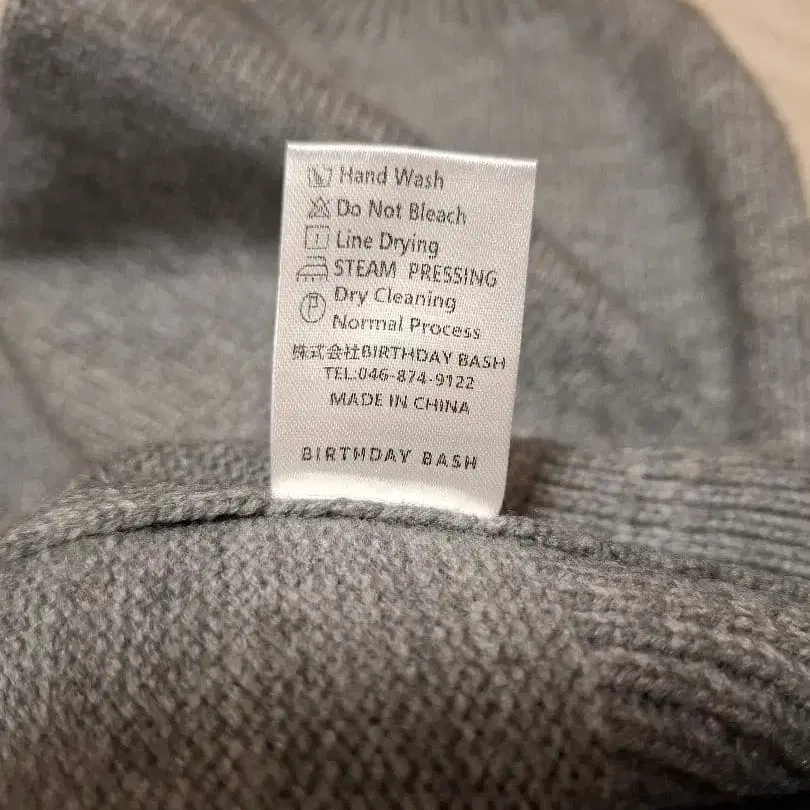 Hand Wash
Do Not Bleach
Line Drying
STEAM PRESSING
Dry Cleaning
Normal Process
株式会社BIRTHDAY BASH
TEL:046-874-9122
MADE IN CHINA
BIRTHDAY BASH